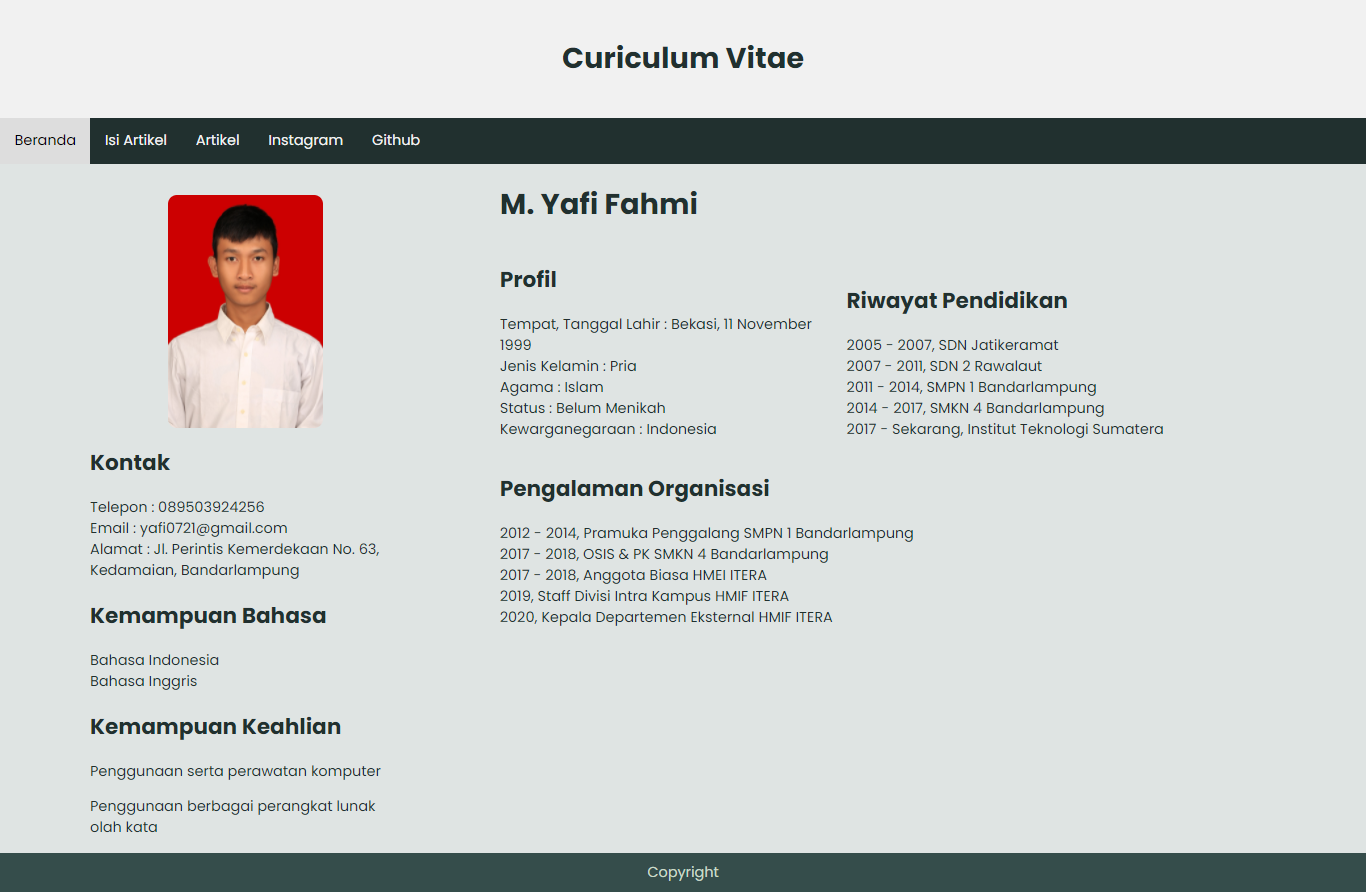 Curiculum Vitae
Beranda Isi Artikel Artikel Instagram Github
Kontak
Telepon : 089503924256
Email : yafi0721@gmail.com
Alamat : Jl. Perintis Kemerdekaan No. 63,
Kedamaian, Bandarlampung
Kemampuan Bahasa
Bahasa Indonesia
Bahasa Inggris
Kemampuan Keahlian
Penggunaan serta perawatan komputer
Penggunaan berbagai perangkat lunak
olah kata
M. Yafi Fahmi
Profil
Tempat, Tanggal Lahir : Bekasi, 11 November
1999
Jenis Kelamin : Pria
Agama : Islam
Status : Belum Menikah
Kewarganegaraan : Indonesia
Riwayat Pendidikan
2005 - 2007, SDN Jatikeramat
2007 - 2011, SDN 2 Rawalaut
2011 - 2014, SMPN 1 Bandarlampung
2014 - 2017, SMKN 4 Bandarlampung
2017 - Sekarang, Institut Teknologi Sumatera
Pengalaman Organisasi
2012 - 2014, Pramuka Penggalang SMPN 1 Bandarlampung
2017 - 2018, OSIS & PK SMKN 4 Bandarlampung
2017 - 2018, Anggota Biasa HMEI ITERA
2019, Staff Divisi Intra Kampus HMIF ITERA
2020, Kepala Departemen Eksternal HMIF ITERA
Copyright